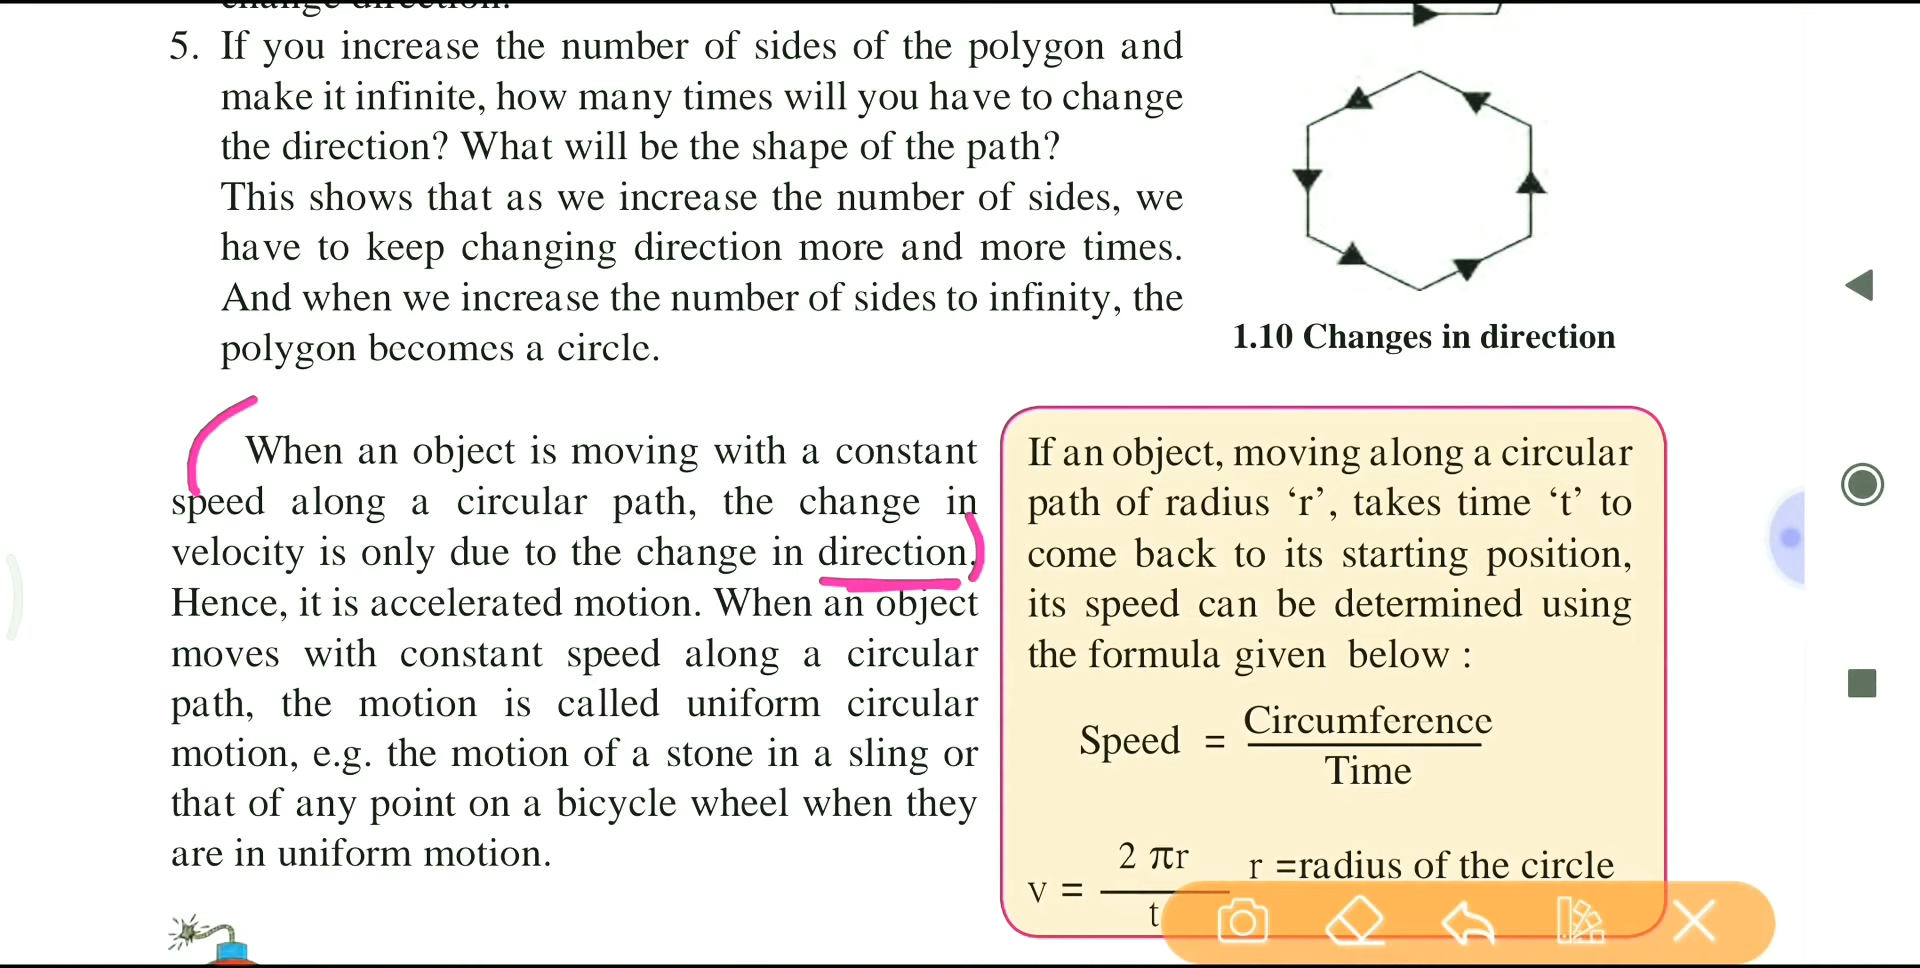 change direction.
5. If you increase the number of sides of the polygon and
make it infinite, how many times will you have to change
the direction? What will be the shape of the path?
This shows that as we increase the number of sides, we
have to keep changing direction more and more times.
And when we increase the number of sides to infinity, the
polygon becomes a circle.
1.10 Changes in direction
When an object is moving with a constant
speed along a circular path, the change in
velocity is only due to the change in direction.
Hence, it is accelerated motion. When an object
moves with constant speed along a circular
path, the motion is called uniform circular
motion, e.g. the motion of a stone in a sling or
that of any point on a bicycle wheel when they
are in uniform motion.
If an object, moving along a circular
path of radius ‘r’, takes time ‘t’ to
come back to its starting position,
its speed can be determined using
the formula given below :
Speed = Circumference
Time
v = 2 πr
t
r =radius of the circle